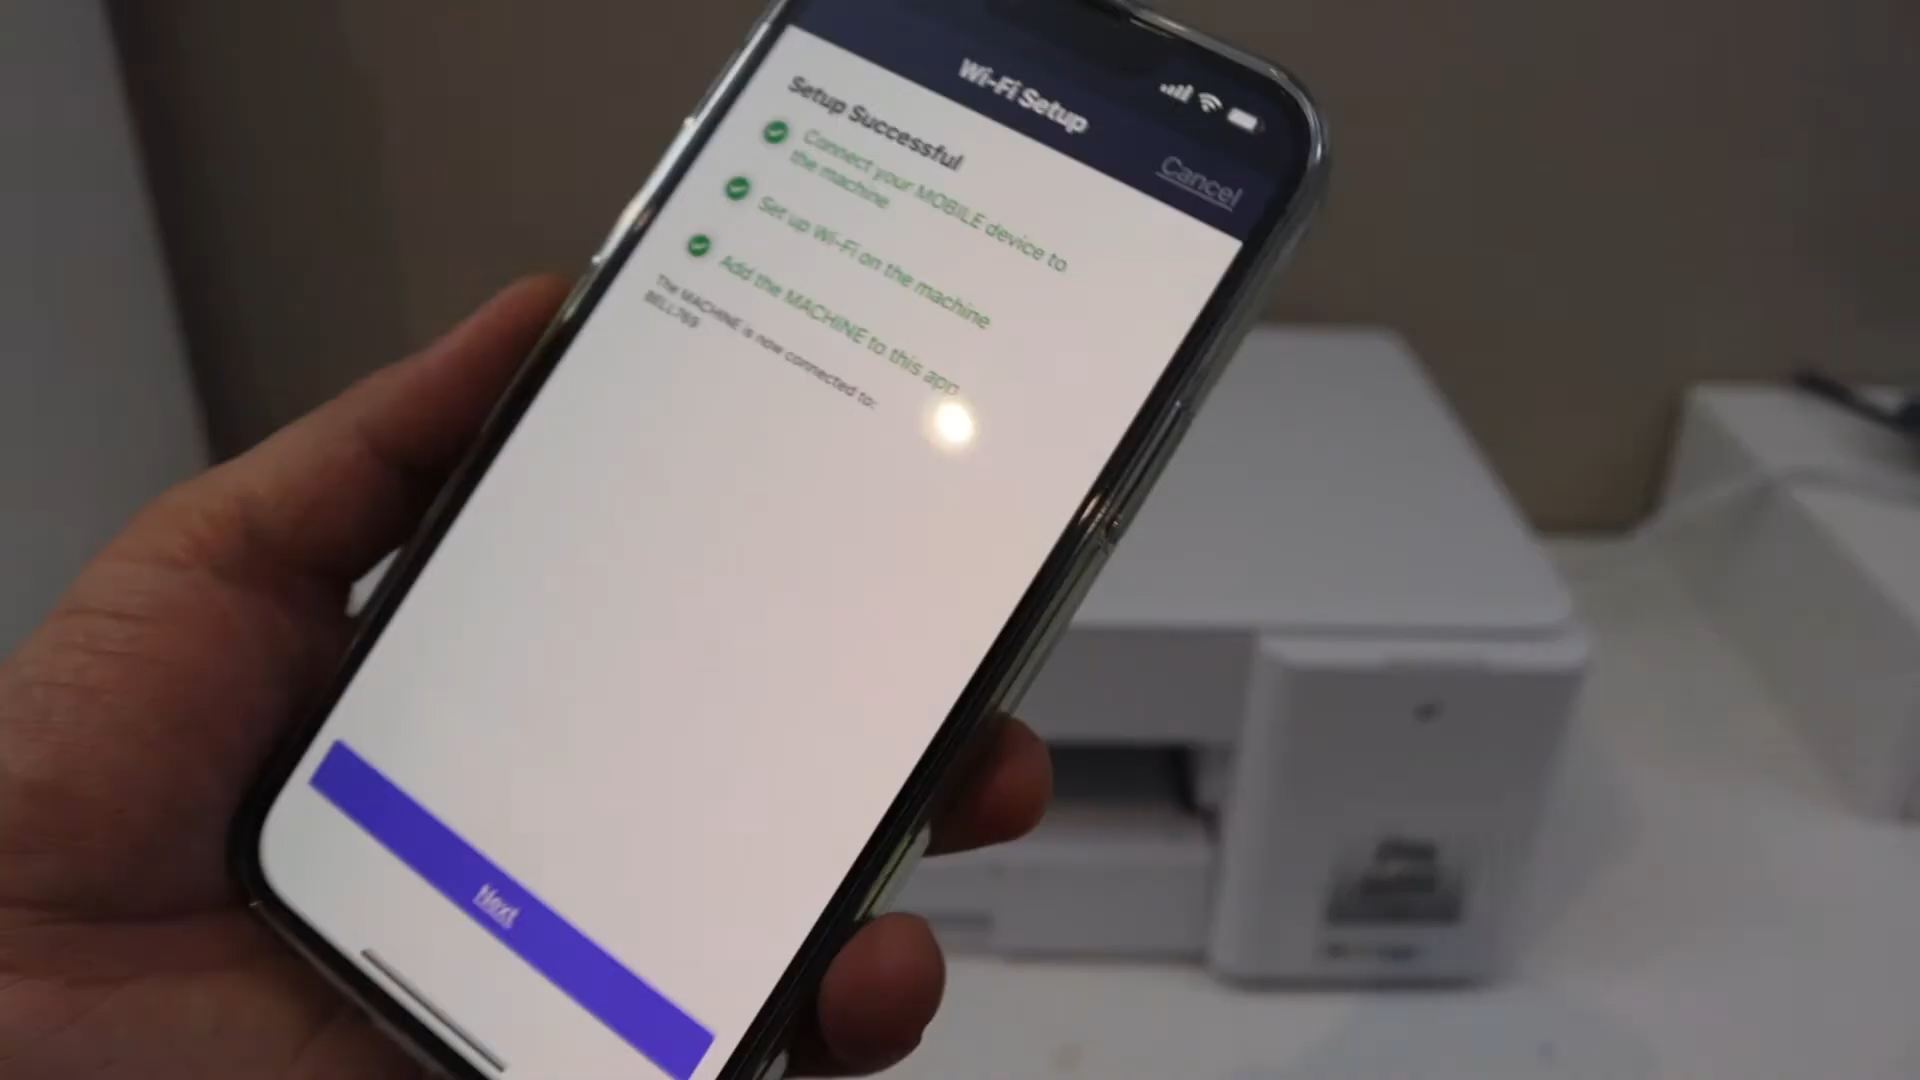 Wi-Fi Setup
Cancel
Setup Successful
Connect your MOBILE device to
the machine
Set up Wi-Fi on the machine
Add the MACHINE to this app
The MACHINE is now connected to:
BELL769
Next